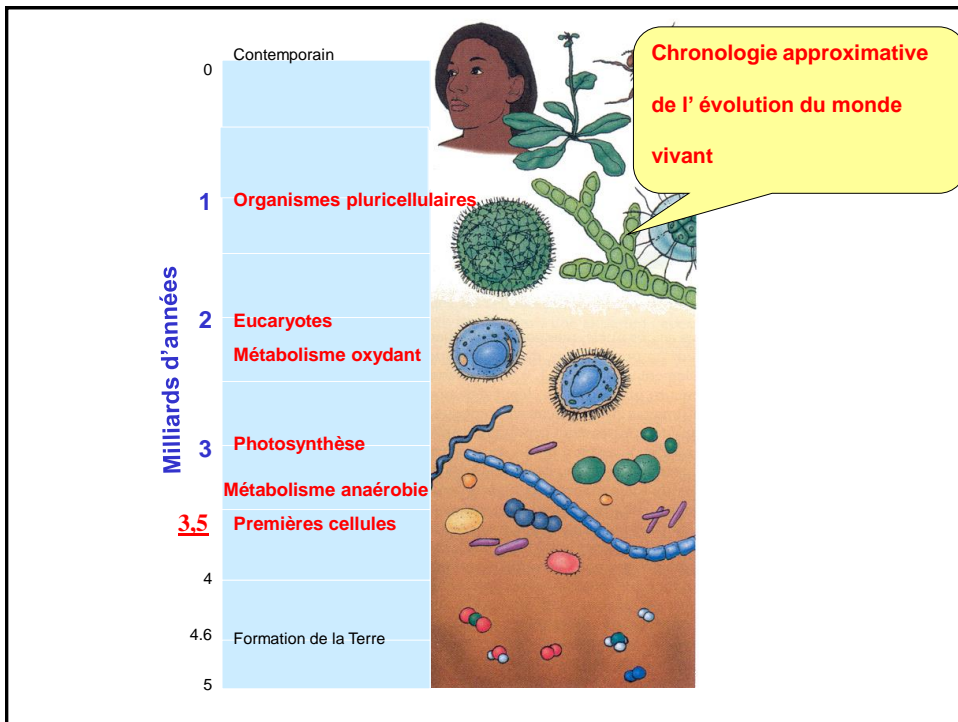 Chronologie approximative
de l’ évolution du monde
vivant
Milliards d’années
Contemporain
0
1 Organismes pluricellulaires
2 Eucaryotes
Métabolisme oxydant
3 Photosynthèse
Métabolisme anaérobie
3,5 Premières cellules
4
4.6 Formation de la Terre
5